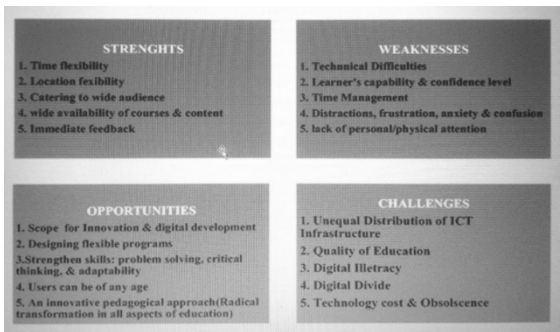 STRENGHTS
1. Time flexibility
2. Location fexibility
3. Catering to wide audience
4. wide availability of courses & content
5. Immediate feedback
WEAKNESSES
1. Technnical Difficulties
2. Learner's capability & confidence level
3. Time Management
4. Distractions, frustration, anxiety & confusion
5. lack of personal/physical attention
OPPORTUNITIES
1. Scope for Innovation & digital development
2. Designing flexible programs
3.Strengthen skills: problem solving, critical
thinking, & adaptability
4. Users can be of any age
5. An innovative pedagogical approach(Radical
transformation in all aspects of education)
CHALLENGES
1. Unequal Distribution of ICT
Infrastructure
2. Quality of Education
3. Digital Illetracy
4. Digital Divide
5. Technology cost & Obsolscence